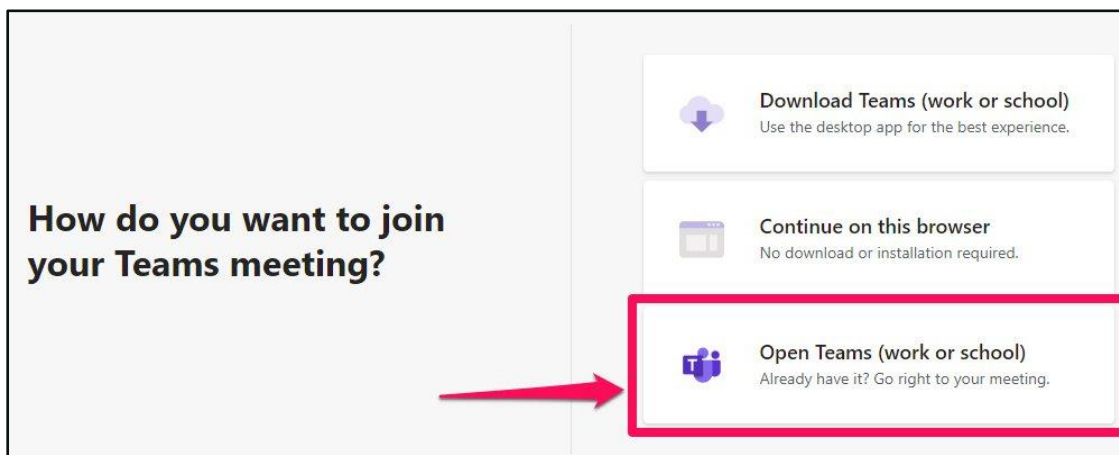 How do you want to join
your Teams meeting?
Download Teams (work or school)
Use the desktop app for the best experience.
Continue on this browser
No download or installation required.
Open Teams (work or school)
Already have it? Go right to your meeting.